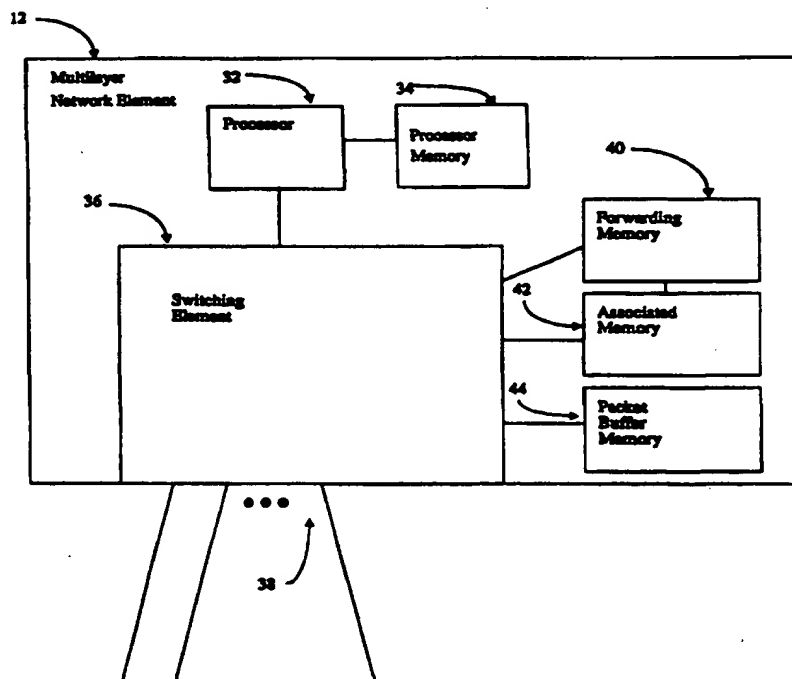 12
Multilayer
Network Element
32
Processor
34
Processor
Memory
40
Forwarding
Memory
36
Switching
Element
42
Associated
Memory
44
Packet
Buffer
Memory
38